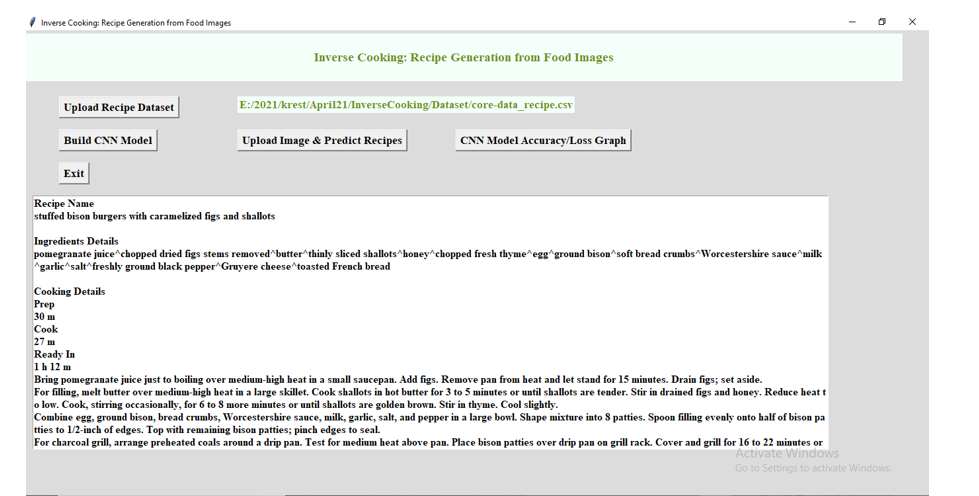 Inverse Cooking: Recipe Generation from Food Images
Inverse Cooking: Recipe Generation from Food Images
Upload Recipe Dataset
E:/2021/krest/April21/InverseCooking/Dataset/core-data_recipe.csv
Build CNN Model
Upload Image & Predict Recipes
CNN Model Accuracy/Loss Graph
Exit
Recipe Name
stuffed bison burgers with caramelized figs and shallots
Ingredients Details
pomegranate juice^chopped dried figs stems removed^butter^thinly sliced shallots^honey^chopped fresh thyme^egg^ground bison^soft bread crumbs^Worcestershire sauce^milk
^garlic^salt^freshly ground black pepper^Gruyere cheese^toasted French bread
Cooking Details
Prep
30 m
Cook
27 m
Ready In
1 h 12 m
Bring pomegranate juice just to boiling over medium-high heat in a small saucepan. Add figs. Remove pan from heat and let stand for 15 minutes. Drain figs; set aside.
For filling, melt butter over medium-high heat in a large skillet. Cook shallots in hot butter for 3 to 5 minutes or until shallots are tender. Stir in drained figs and honey. Reduce heat t
o low. Cook, stirring occasionally, for 6 to 8 more minutes or until shallots are golden brown. Stir in thyme. Cool slightly.
Combine egg, ground bison, bread crumbs, Worcestershire sauce, milk, garlic, salt, and pepper in a large bowl. Shape mixture into 8 patties. Spoon filling evenly onto half of bison pa
tties to 1/2-inch of edges. Top with remaining bison patties; pinch edges to seal.
For charcoal grill, arrange preheated coals around a drip pan. Test for medium heat above pan. Place bison patties over drip pan on grill rack. Cover and grill for 16 to 22 minutes or
Activate Windows
Go to Settings to activate Windows.